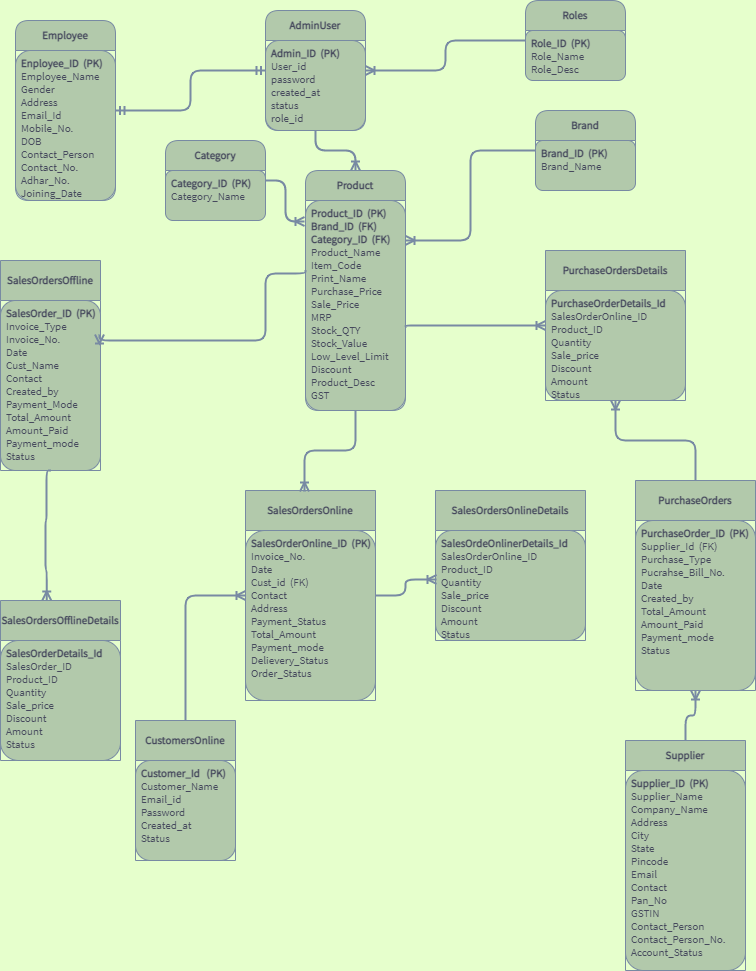 Employee
Enployee_ID (PK)
Employee_Name
Gender
Address
Email_Id
Mobile_No.
DOB
Contact_Person
Contact_No.
Adhar_No.
Joining_Date
AdminUser
Admin_ID (PK)
User_id
password
created_at
status
role_id
Roles
Role_ID (PK)
Role_Name
Role_Desc
Category
Category_ID (PK)
Category_Name
Brand
Brand_ID (PK)
Brand_Name
Product
Product_ID (PK)
Brand_ID (FK)
Category_ID (FK)
Product_Name
Item_Code
Print_Name
Purchase_Price
Sale_Price
MRP
Stock_QTY
Stock_Value
Low_Level_Limit
Discount
Product_Desc
GST
SalesOrdersOffline
SalesOrder_ID (PK)
Invoice_Type
Invoice_No.
Date
Cust_Name
Contact
Created_by
Payment_Mode
Total_Amount
Amount_Paid
Payment_mode
Status
PurchaseOrdersDetails
PurchaseOrderDetails_Id
SalesOrderOnline_ID
Product_ID
Quantity
Sale_price
Discount
Amount
Status
SalesOrdersOnline
SalesOrderOnline_ID (PK)
Invoice_No.
Date
Cust_id (FK)
Contact
Address
Payment_Status
Total_Amount
Payment_mode
Delievery_Status
Order_Status
SalesOrdersOnlineDetails
SalesOrdeOnlinerDetails_Id
SalesOrderOnline_ID
Product_ID
Quantity
Sale_price
Discount
Amount
Status
PurchaseOrders
PurchaseOrder_ID (PK)
Supplier_Id (FK)
Purchase_Type
Pucrahse_Bill_No.
Date
Created_by
Total_Amount
Amount_Paid
Payment_mode
Status
SalesOrdersOfflineDetails
SalesOrderDetails_Id
SalesOrder_ID
Product_ID
Quantity
Sale_price
Discount
Amount
Status
CustomersOnline
Customer_Id (PK)
Customer_Name
Email_id
Password
Created_at
Status
Supplier
Supplier_ID (PK)
Supplier_Name
Company_Name
Address
City
State
Pincode
Email
Contact
Pan_No
GSTIN
Contact_Person
Contact_Person_No.
Account_Status